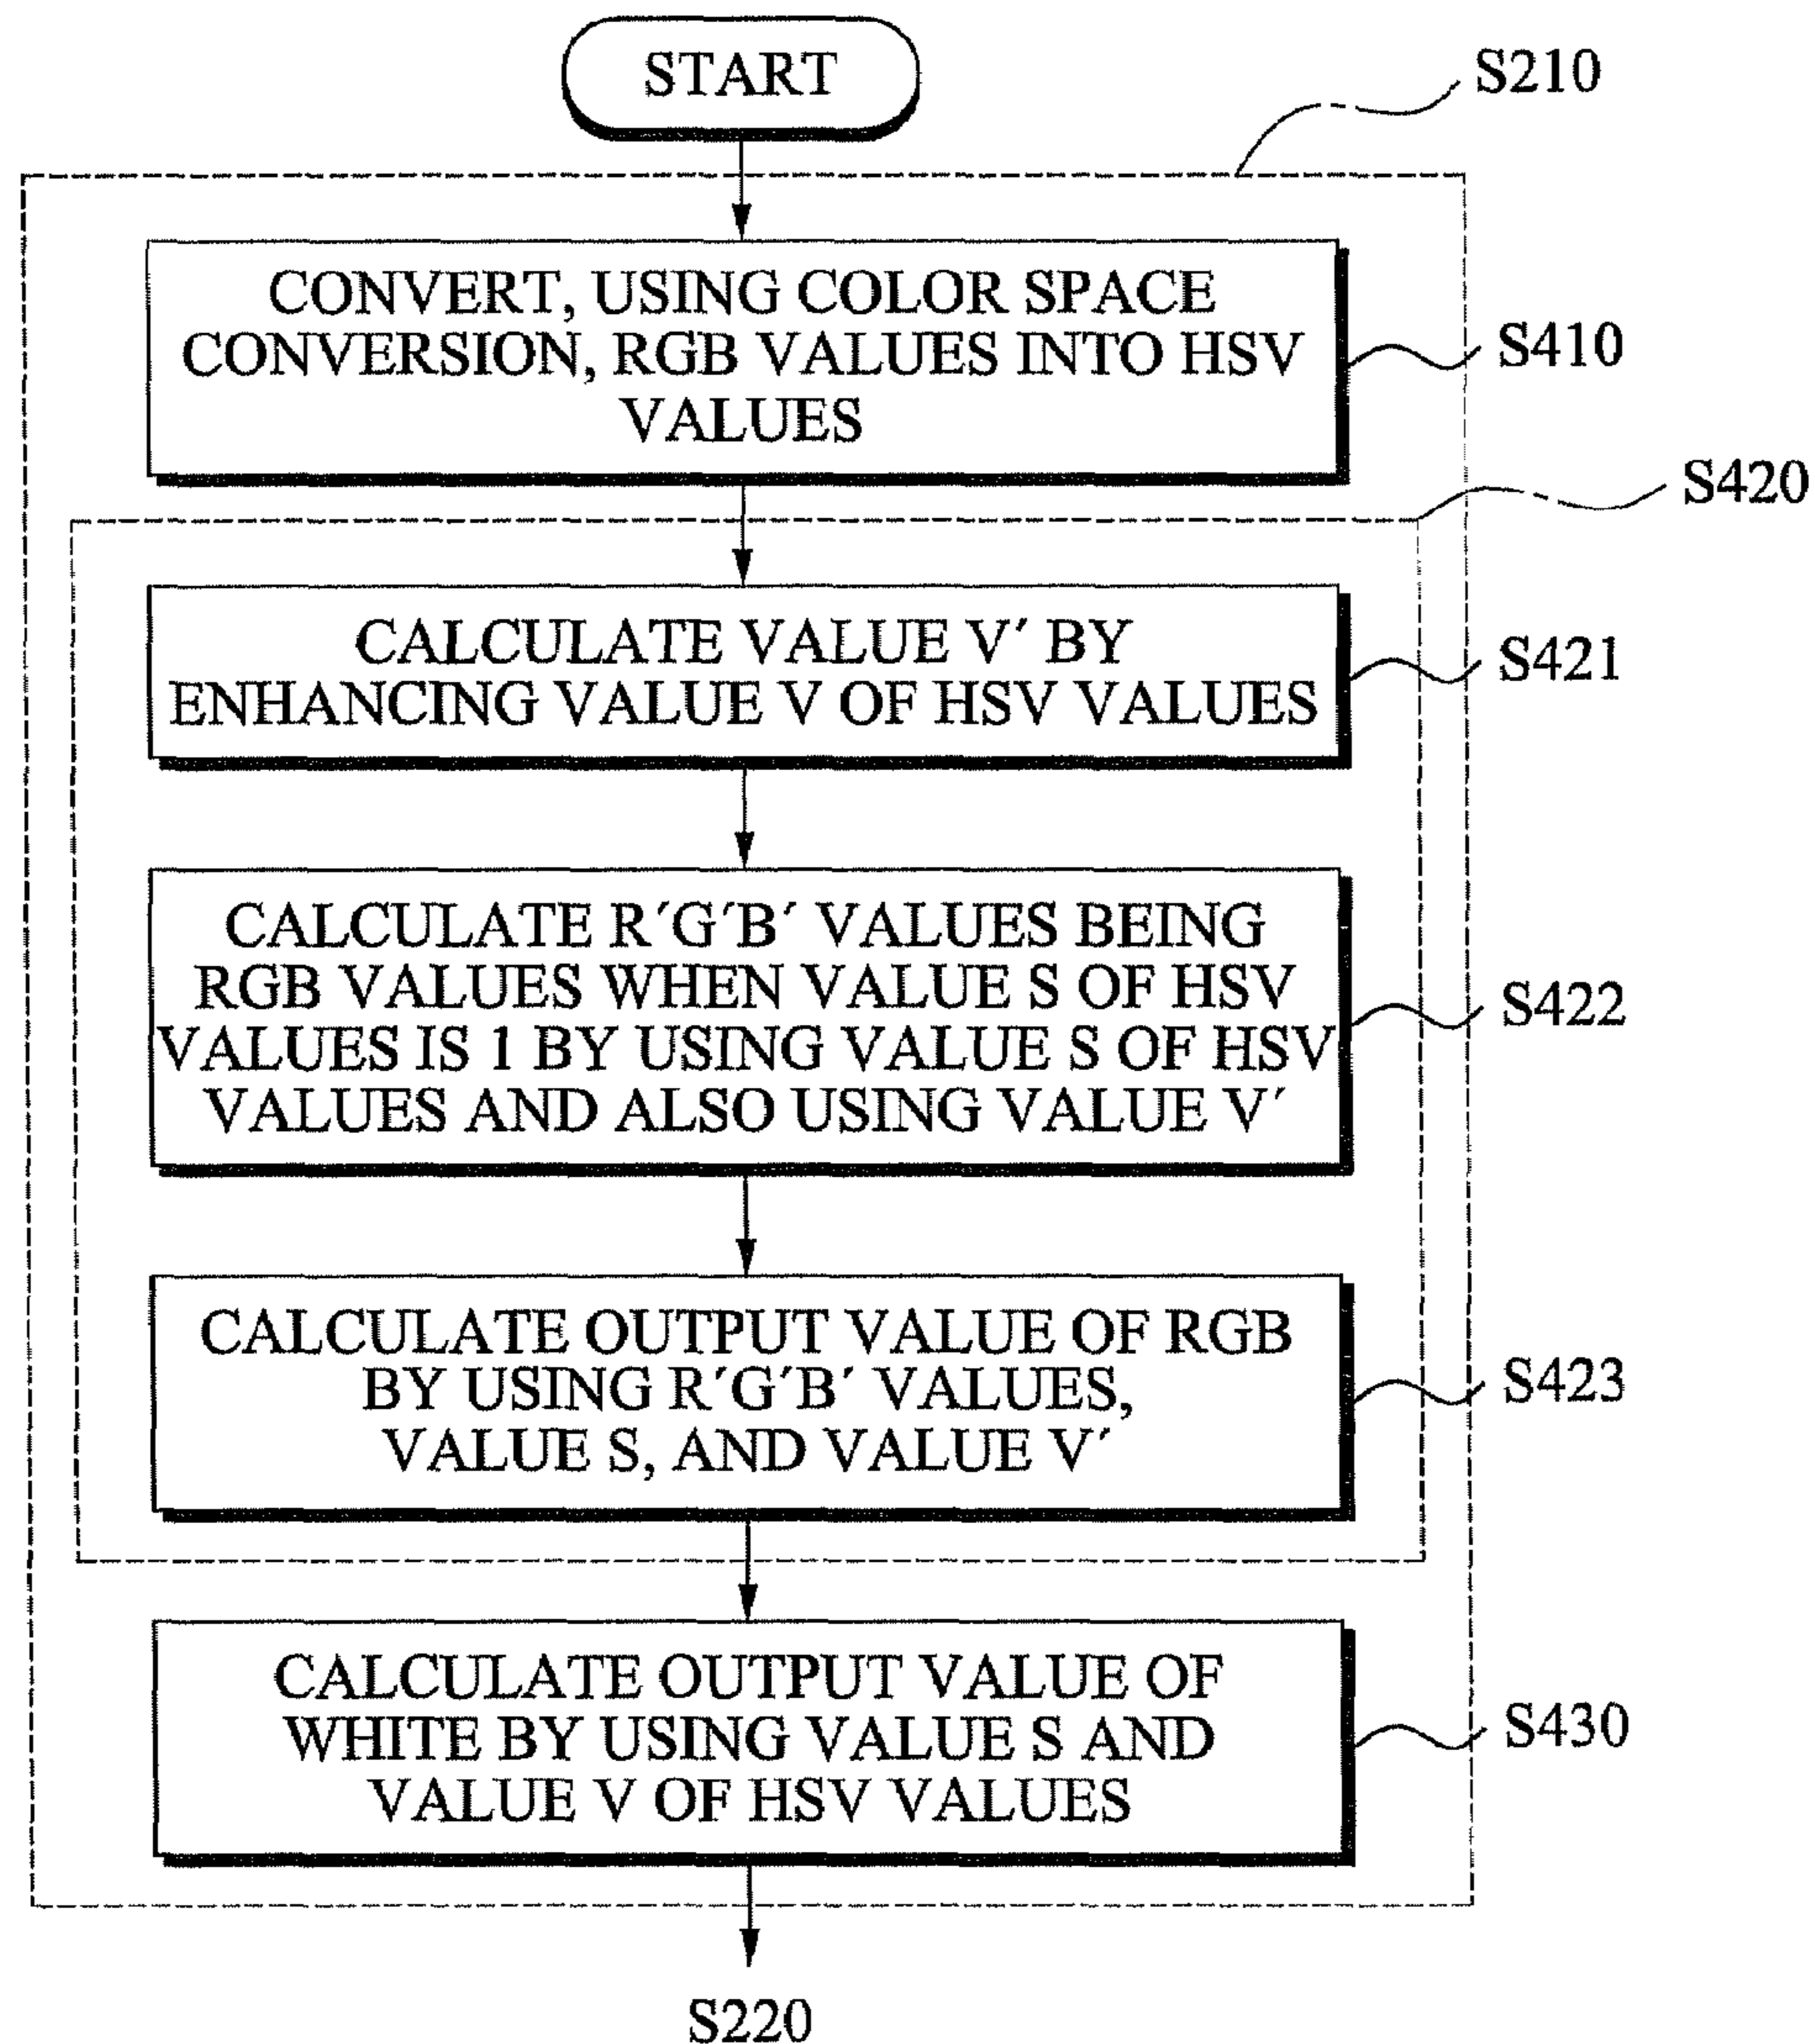 START
S210
CONVERT, USING COLOR SPACE
CONVERSION, RGB VALUES INTO HSV
VALUES
S410
S420
CALCULATE VALUE V′ BY
ENHANCING VALUE V OF HSV VALUES
S421
CALCULATE R′G′B′ VALUES BEING
RGB VALUES WHEN VALUE S OF HSV
VALUES IS 1 BY USING VALUE S OF HSV
VALUES AND ALSO USING VALUE V′
S422
CALCULATE OUTPUT VALUE OF RGB
BY USING R′G′B′ VALUES,
VALUE S, AND VALUE V′
S423
CALCULATE OUTPUT VALUE OF
WHITE BY USING VALUE S AND
VALUE V OF HSV VALUES
S430
S220